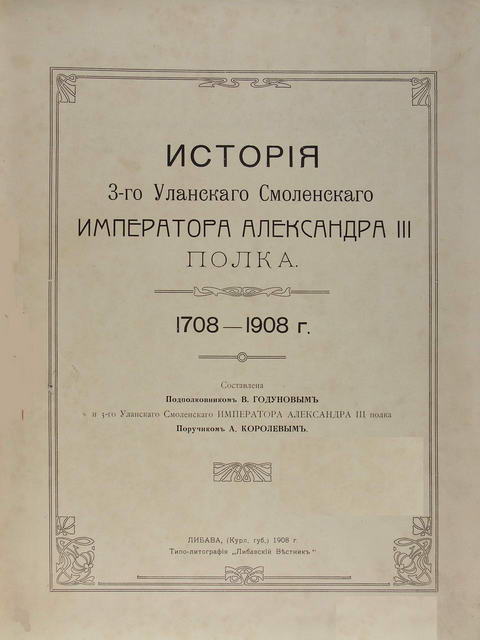 ИСТОРІЯ
3-го Уланскаго Смоленскаго
ИМПЕРАТОРА АЛЕКСАНДРА III
ПОЛКА.
1708—1908 г.
Составлена
Подполковникомъ В. ГОДУНОВЫМЪ
и 3-го Уланскаго Смоленскаго ИМПЕРАТОРА АЛЕКСАНДРА III полка
Поручикомъ А. КОРОЛЕВЫМЪ.
ЛИБАВА, (Курл. губ.) 1908 г.
Типо-литографія „Либавскій Вѣстникъ"